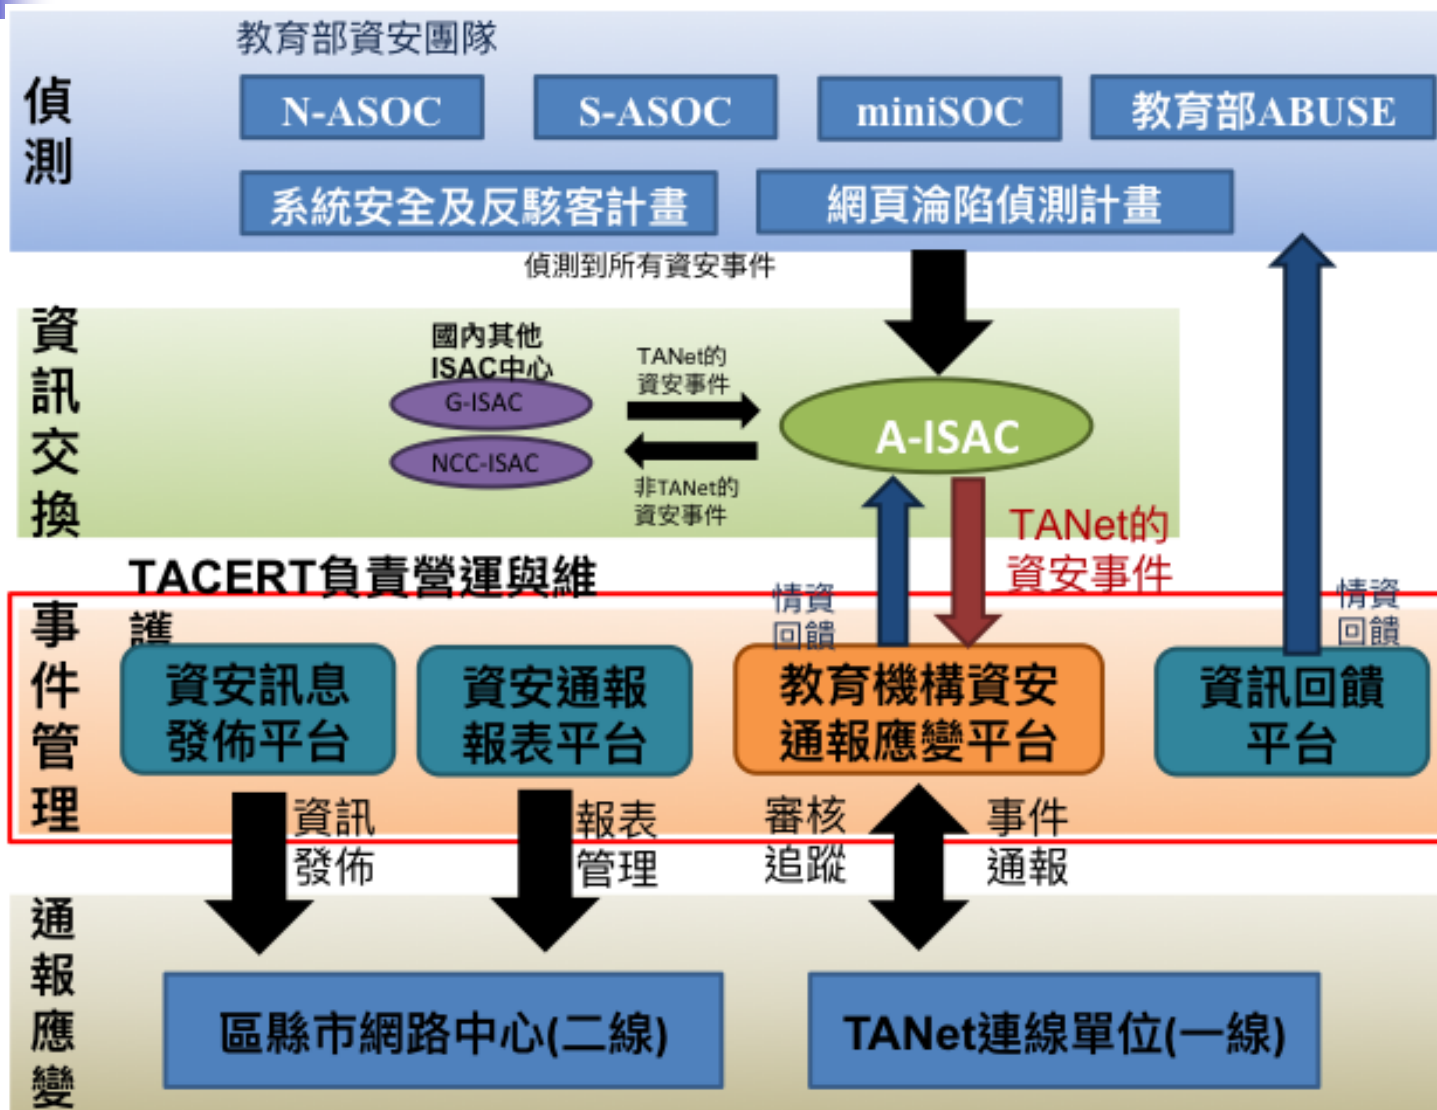 教育部資安團隊
偵測
N-ASOC
S-ASOC
miniSOC
教育部ABUSE
系統安全及反駭客計畫
網頁淪陷偵測計畫
偵測到所有資安事件
資訊交換
國內其他
ISAC中心
G-ISAC
NCC-ISAC
TANet的
資安事件
非TANet的
資安事件
A-ISAC
TANet的
資安事件
TACERT負責營運與維
護
情資
回饋
情資
回饋
事件管理
資安訊息
發佈平台
資安通報
報表平台
教育機構資安
通報應變平台
資訊回饋
平台
資訊
發佈
報表
管理
審核
追蹤
事件
通報
通報應變
區縣市網路中心(二線)
TANet連線單位(一線)